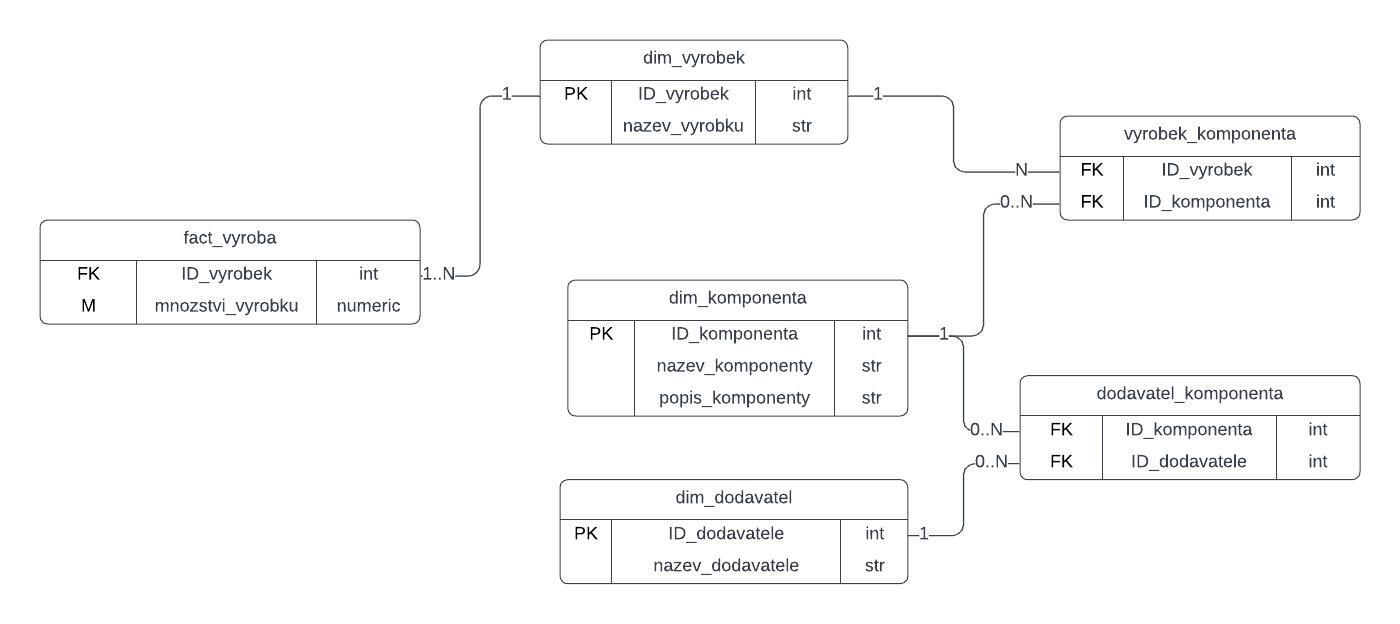 dim_vyrobek
1
PK ID_vyrobek int
1
nazev_vyrobku str
vyrobek_komponenta
N
FK ID_vyrobek int
0..N
FK ID_komponenta int
fact_vyroba
FK ID_vyrobek int
1..N
M mnozstvi_vyrobku numeric
dim_komponenta
PK ID_komponenta int
1
nazev_komponenty str
popis_komponenty str
dodavatel_komponenta
0..N
FK ID_komponenta int
0..N
FK ID_dodavatele int
dim_dodavatel
PK ID_dodavatele int
1
nazev_dodavatele str